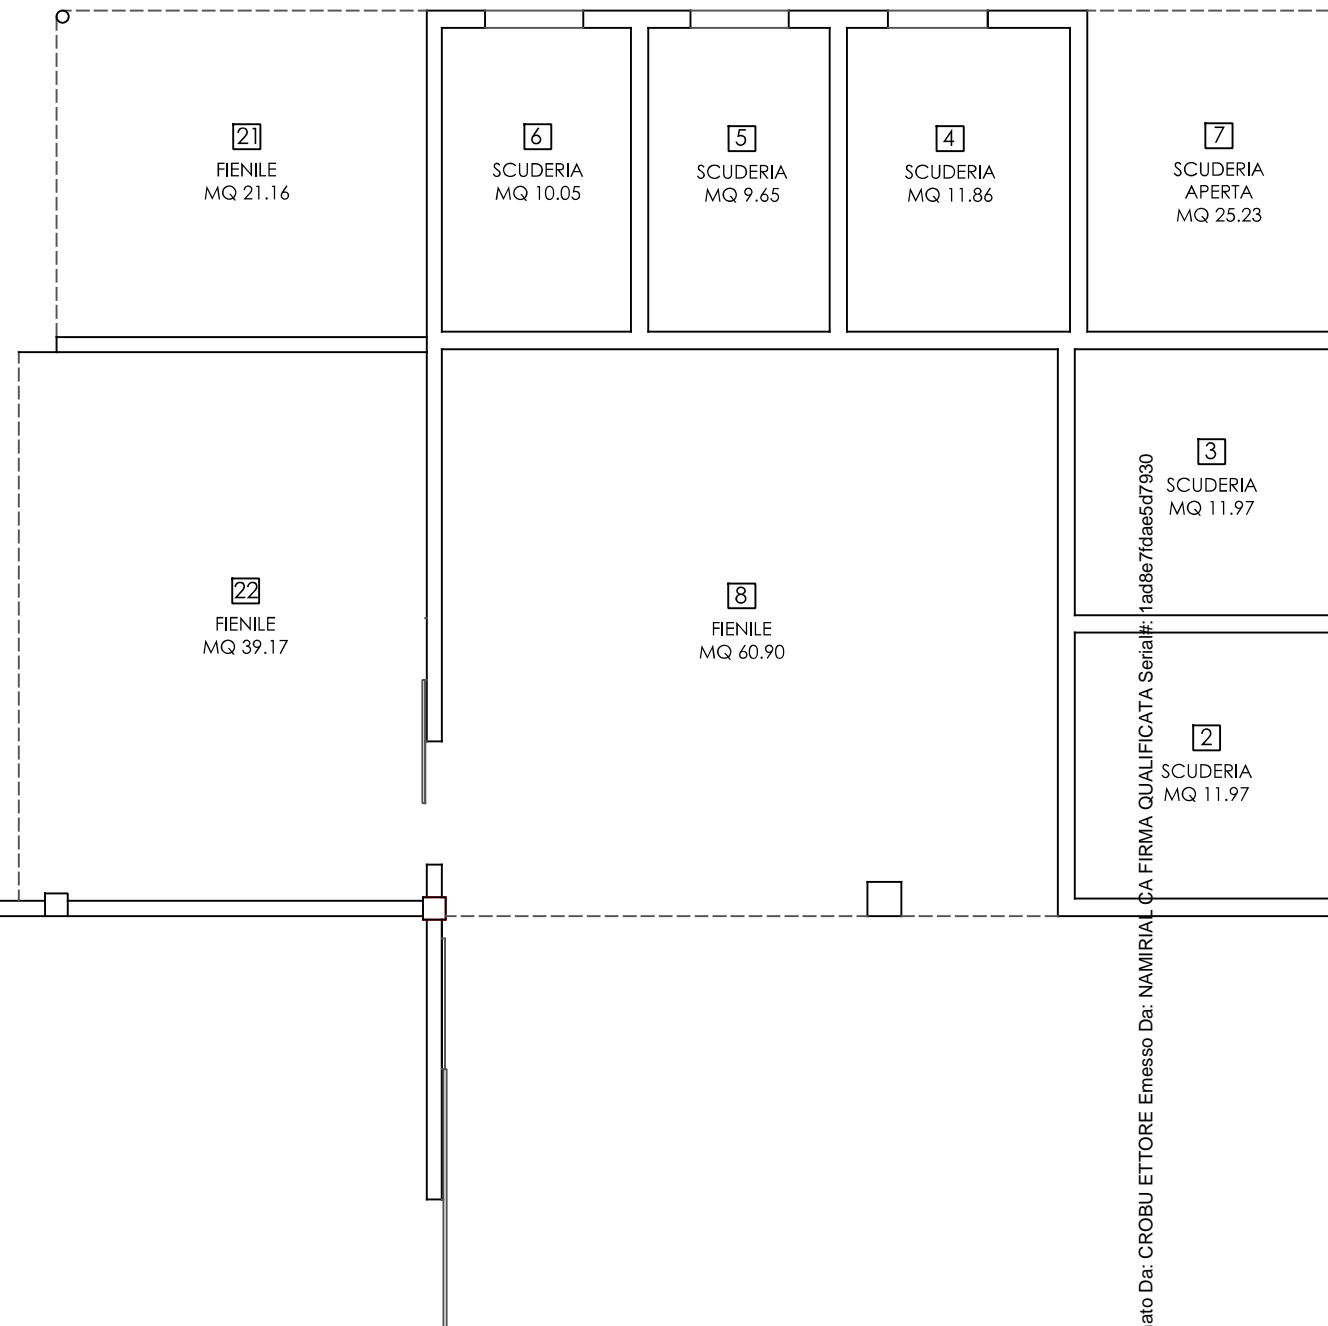 21
FIENILE
MQ 21.16
6
SCUDERIA
MQ 10.05
5
SCUDERIA
MQ 9.65
4
SCUDERIA
MQ 11.86
7
SCUDERIA
APERTA
MQ 25.23
3
SCUDERIA
MQ 11.97
22
FIENILE
MQ 39.17
8
FIENILE
MQ 60.90
2
SCUDERIA
MQ 11.97
ato Da: CROBU ETTORE Emesso Da: NAMIRIAL CA FIRMA QUALIFICATA Serial#: 1ad8e7fdae5d7930